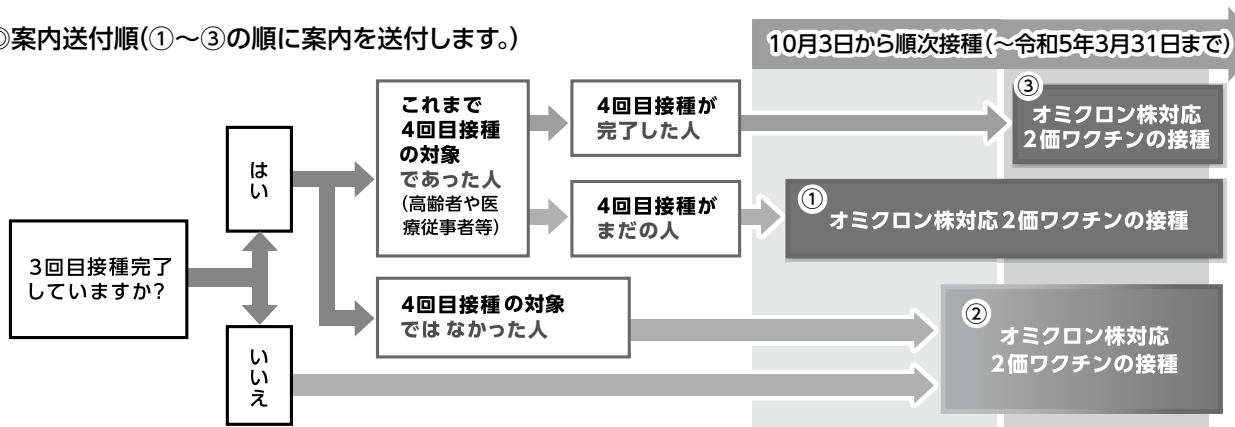 ◎案内送付順(①〜③の順に案内を送付します。)
10月3日から順次接種(〜令和5年3月31日まで)
3回目接種完了
していますか?
はい
いいえ
これまで
4回目接種
の対象
であった人
(高齢者や医
療従事者等)
4回目接種が
完了した人
4回目接種が
まだの人
4回目接種の対象
ではなかった人
③
オミクロン株対応
2価ワクチンの接種
①
オミクロン株対応2価ワクチンの接種
②
オミクロン株対応
2価ワクチンの接種